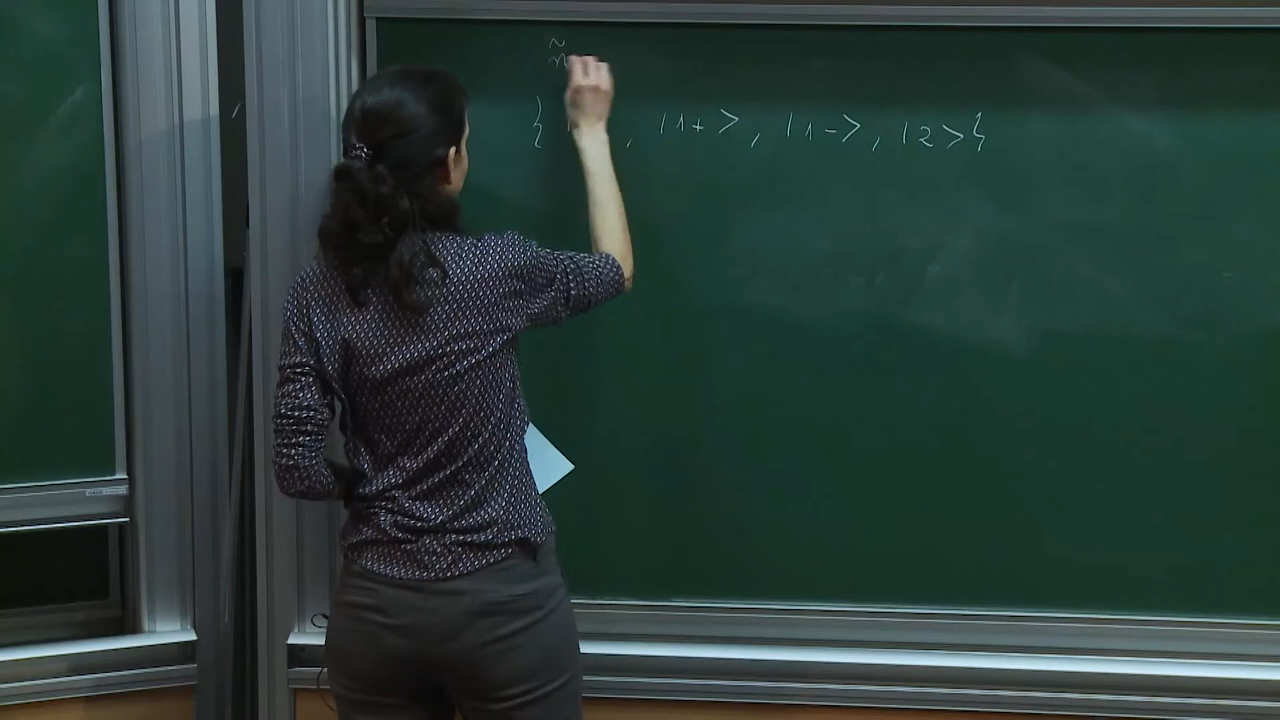 ñ
{ | , |1+> , |1-> , |2> }